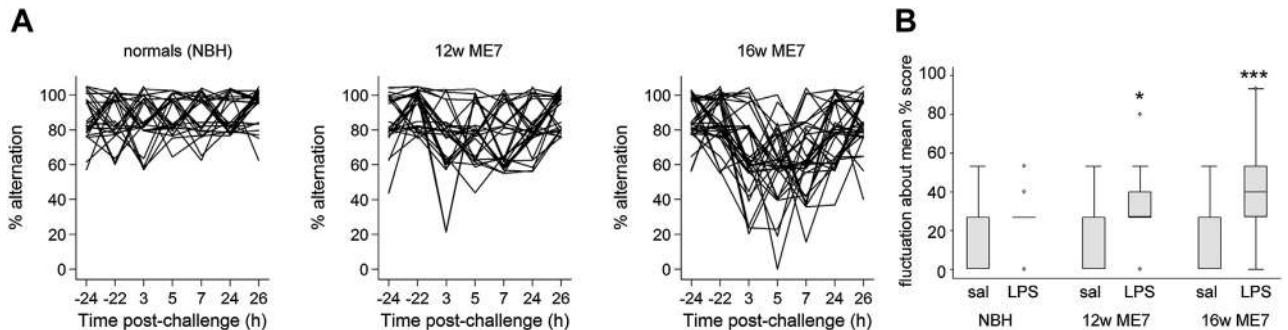 A
normals (NBH)
% alternation
100
80
60
40
20
0
-24 -22 3 5 7 24 26
Time post-challenge (h)
12w ME7
% alternation
100
80
60
40
20
0
-24 -22 3 5 7 24 26
Time post-challenge (h)
16w ME7
% alternation
100
80
60
40
20
0
-24 -22 3 5 7 24 26
Time post-challenge (h)
B
fluctuation about mean % score
100
80
60
40
20
0
*
***
sal LPS sal LPS sal LPS
NBH 12w ME7 16w ME7